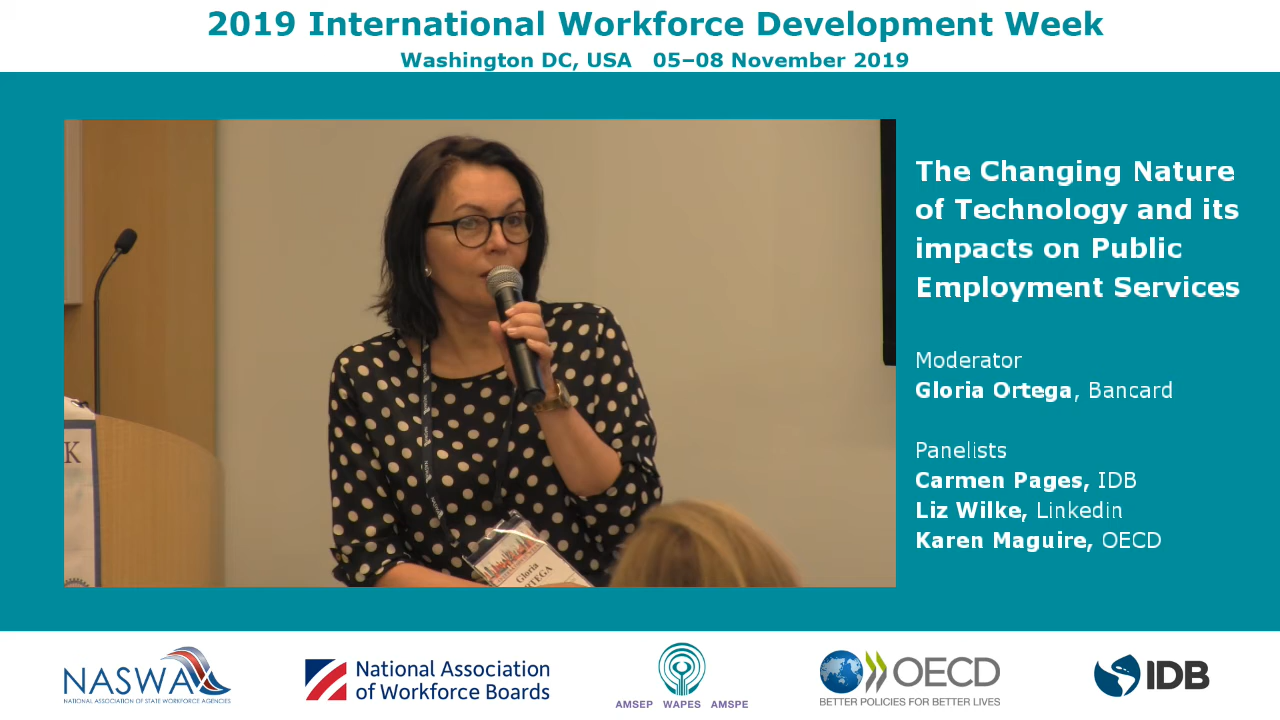 2019 International Workforce Development Week
Washington DC, USA 05–08 November 2019
The Changing Nature
of Technology and its
impacts on Public
Employment Services
Moderator
Gloria Ortega, Bancard
Panelists
Carmen Pages, IDB
Liz Wilke, Linkedin
Karen Maguire, OECD
K
Gloria
ORTEGA
NASWA
NATIONAL ASSOCIATION OF STATE WORKFORCE AGENCIES
National Association
of Workforce Boards
AMSEP WAPES AMSPE
OECD
BETTER POLICIES FOR BETTER LIVES
IDB